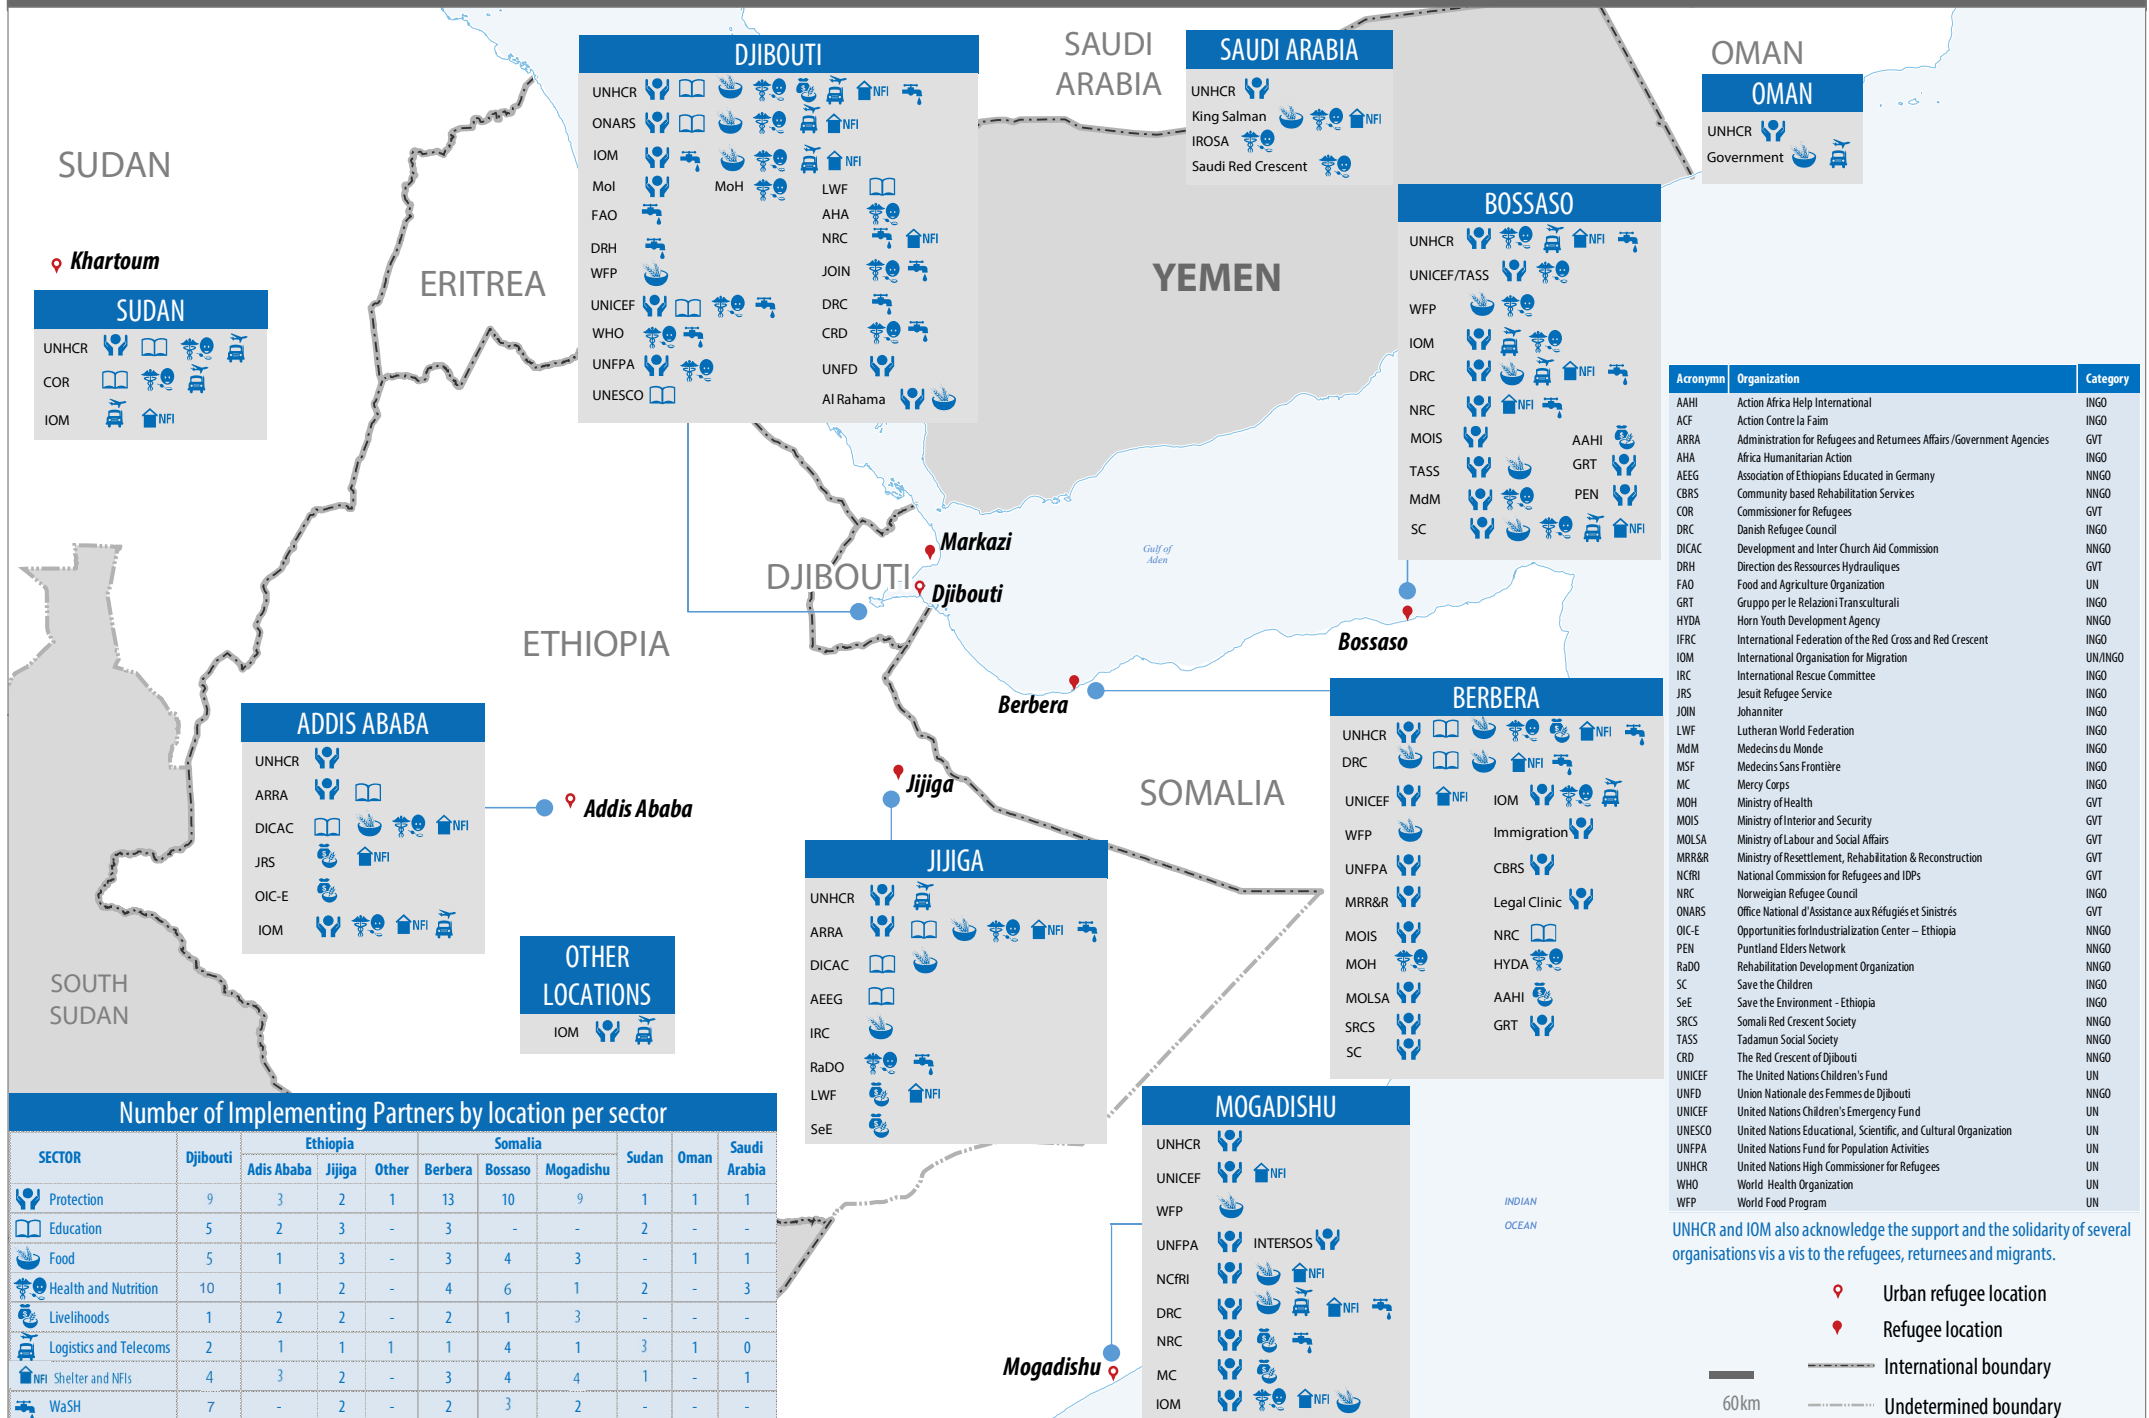 SUDAN
Khartoum
SUDAN
UNHCR
COR
IOM NFI
ERITREA
DJIBOUTI
UNHCR NFI
ONARS NFI
IOM NFI
MoI MoH LWF
FAO AHA
NRC NFI
DRH
WFP JOIN
UNICEF DRC
WHO CRD
UNFPA UNFD
UNESCO Al Rahama
SAUDI
ARABIA
SAUDI ARABIA
UNHCR
King Salman NFI
IROSA
Saudi Red Crescent
OMAN
OMAN
UNHCR
Government
YEMEN
BOSSASO
UNHCR NFI
UNICEF/TASS
WFP
IOM
DRC NFI
NRC NFI
MOIS AAHI
TASS GRT
MdM PEN
SC NFI
Gulf of
Aden
Markazi
DJIBOUTI
Djibouti
ETHIOPIA
Bossaso
Berbera
BERBERA
UNHCR NFI
DRC NFI
UNICEF NFI IOM
WFP Immigration
UNFPA CBRS
MRR&R Legal Clinic
MOIS NRC
MOH HYDA
MOLSA AAHI
SRCS GRT
SC
ADDIS ABABA
UNHCR
ARRA
DICAC NFI
JRS NFI
OIC-E
IOM NFI
Addis Ababa
Jijiga
SOMALIA
JIJIGA
UNHCR
ARRA NFI
DICAC
AEEG
IRC
RaDO
LWF NFI
SeE
OTHER
LOCATIONS
IOM
SOUTH
SUDAN
MOGADISHU
UNHCR
UNICEF NFI
WFP
UNFPA INTERSOS
NCfRI NFI
DRC NFI
NRC
MC
IOM NFI
Mogadishu
INDIAN
OCEAN
Number of Implementing Partners by location per sector
SECTOR Djibouti Ethiopia Somalia Sudan Oman Saudi Arabia
Adis Ababa Jijiga Other Berbera Bossaso Mogadishu
Protection 9 3 2 1 13 10 9 1 1 1
Education 5 2 3 - 3 - - 2 - -
Food 5 1 3 - 3 4 3 - 1 1
Health and Nutrition 10 1 2 - 4 6 1 2 - 3
Livelihoods 1 2 2 - 2 1 3 - - -
Logistics and Telecoms 2 1 1 1 1 4 1 3 1 0
NFI Shelter and NFIs 4 3 2 - 3 4 4 1 - 1
WaSH 7 - 2 - 2 3 2 - - -
Acronymn Organization Category
AAHI Action Africa Help International INGO
ACF Action Contre la Faim INGO
ARRA Administration for Refugees and Returnees Affairs /Government Agencies GVT
AHA Africa Humanitarian Action INGO
AEEG Association of Ethiopians Educated in Germany NNGO
CBRS Community based Rehabilitation Services NNGO
COR Commissioner for Refugees GVT
DRC Danish Refugee Council INGO
DICAC Development and Inter Church Aid Commission NNGO
DRH Direction des Ressources Hydrauliques GVT
FAO Food and Agriculture Organization UN
GRT Gruppo per le Relazioni Transculturali INGO
HYDA Horn Youth Development Agency NNGO
IFRC International Federation of the Red Cross and Red Crescent INGO
IOM International Organisation for Migration UN/INGO
IRC International Rescue Committee INGO
JRS Jesuit Refugee Service INGO
JOIN Johanniter INGO
LWF Lutheran World Federation INGO
MdM Medecins du Monde INGO
MSF Medecins Sans Frontière INGO
MC Mercy Corps INGO
MOH Ministry of Health GVT
MOIS Ministry of Interior and Security GVT
MOLSA Ministry of Labour and Social Affairs GVT
MRR&R Ministry of Resettlement, Rehabilitation & Reconstruction GVT
NCfRI National Commission for Refugees and IDPs GVT
NRC Norwegian Refugee Council INGO
ONARS Office National d'Assistance aux Réfugiés et Sinistrés GVT
OIC-E Opportunities forIndustrialization Center – Ethiopia NNGO
PEN Puntland Elders Network NNGO
RaDO Rehabilitation Development Organization NNGO
SC Save the Children INGO
SeE Save the Environment - Ethiopia INGO
SRCS Somali Red Crescent Society NNGO
TASS Tadamun Social Society NNGO
CRD The Red Crescent of Djibouti NNGO
UNICEF The United Nations Children's Fund UN
UNFD Union Nationale des Femmes de Djibouti NNGO
UNICEF United Nations Children's Emergency Fund UN
UNESCO United Nations Educational, Scientific, and Cultural Organization UN
UNFPA United Nations Fund for Population Activities UN
UNHCR United Nations High Commissioner for Refugees UN
WHO World Health Organization UN
WFP World Food Program UN
UNHCR and IOM also acknowledge the support and the solidarity of several
organisations vis a vis to the refugees, returnees and migrants.
Urban refugee location
Refugee location
International boundary
Undetermined boundary
60km